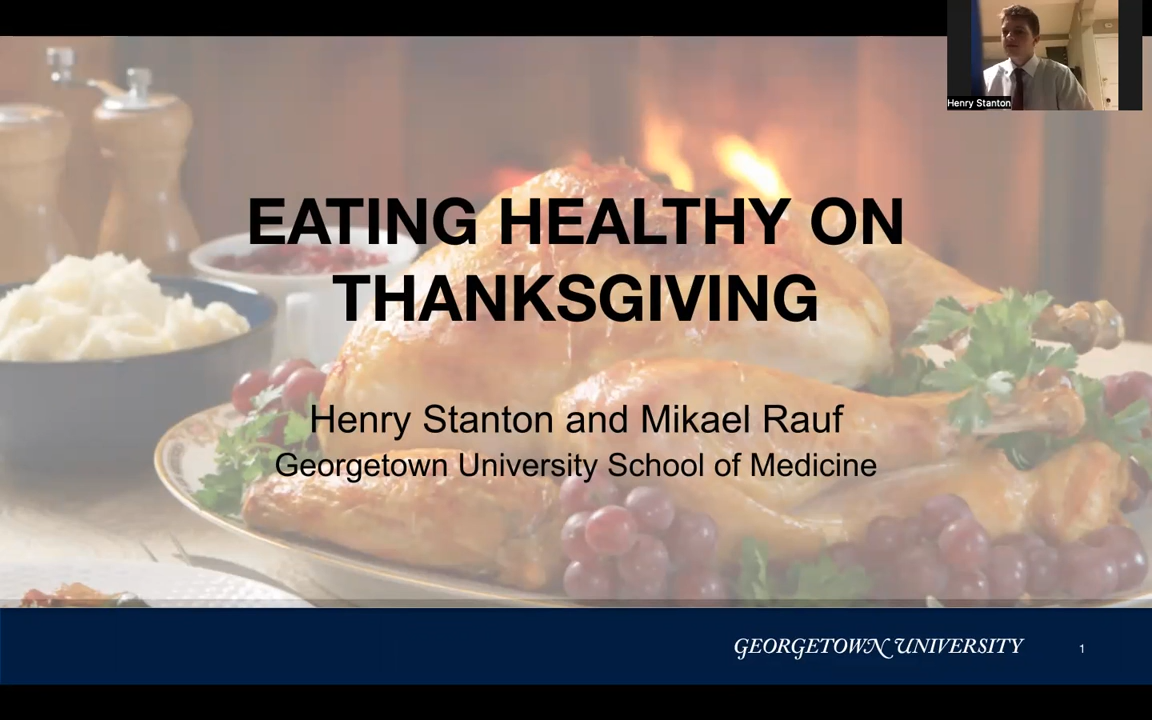 Henry Stanton
EATING HEALTHY ON
THANKSGIVING
Henry Stanton and Mikael Rauf
Georgetown University School of Medicine
GEORGETOWN UNIVERSITY
1